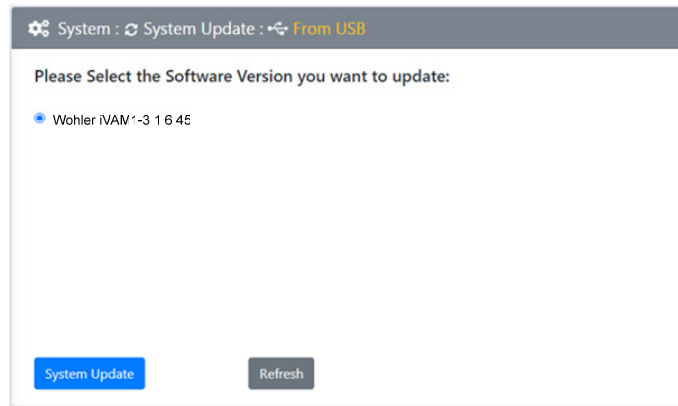 System : System Update : From USB
Please Select the Software Version you want to update:
Wohler iVAM1-3 1 6 45
System Update
Refresh